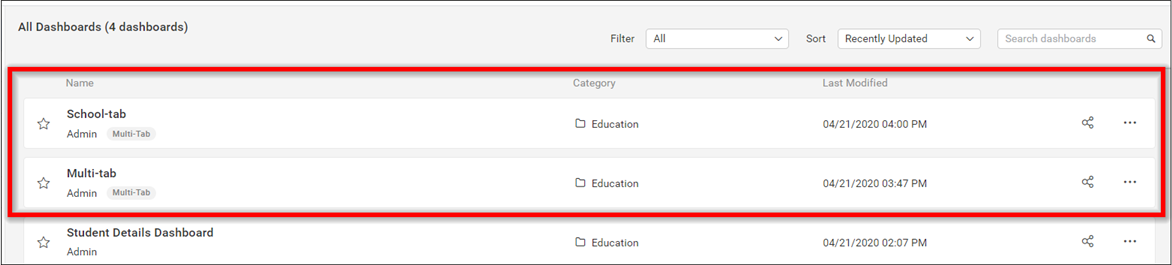 All Dashboards (4 dashboards)
Filter All Sort Recently Updated Search dashboards
Name Category Last Modified
School-tab
Admin Multi-Tab Education 04/21/2020 04:00 PM
Multi-tab
Admin Multi-Tab Education 04/21/2020 03:47 PM
Student Details Dashboard
Admin Education 04/21/2020 02:07 PM